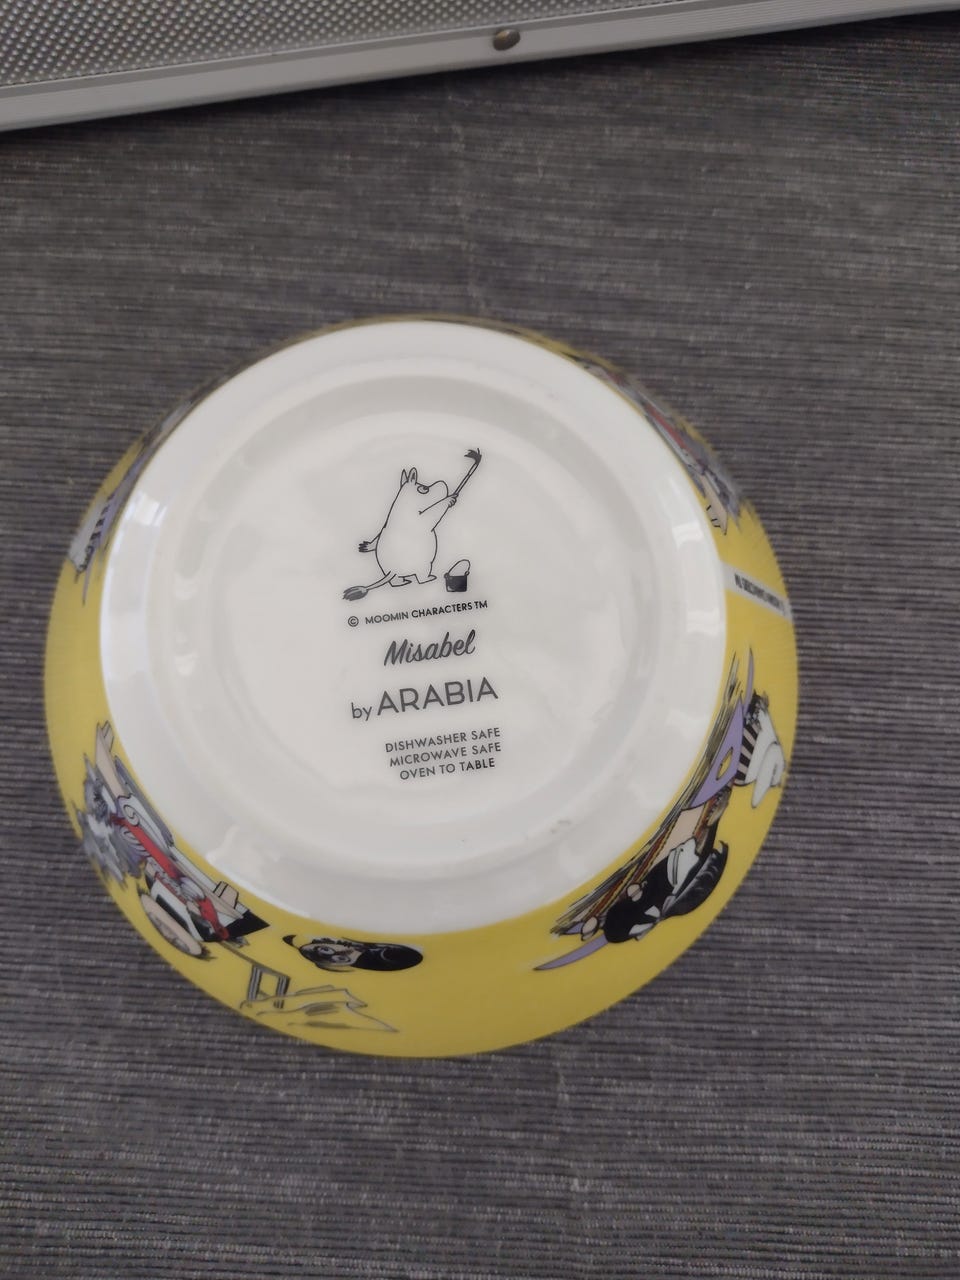 © MOOMIN CHARACTERS TM
Misabel
by ARABIA
DISHWASHER SAFE
MICROWAVE SAFE
OVEN TO TABLE